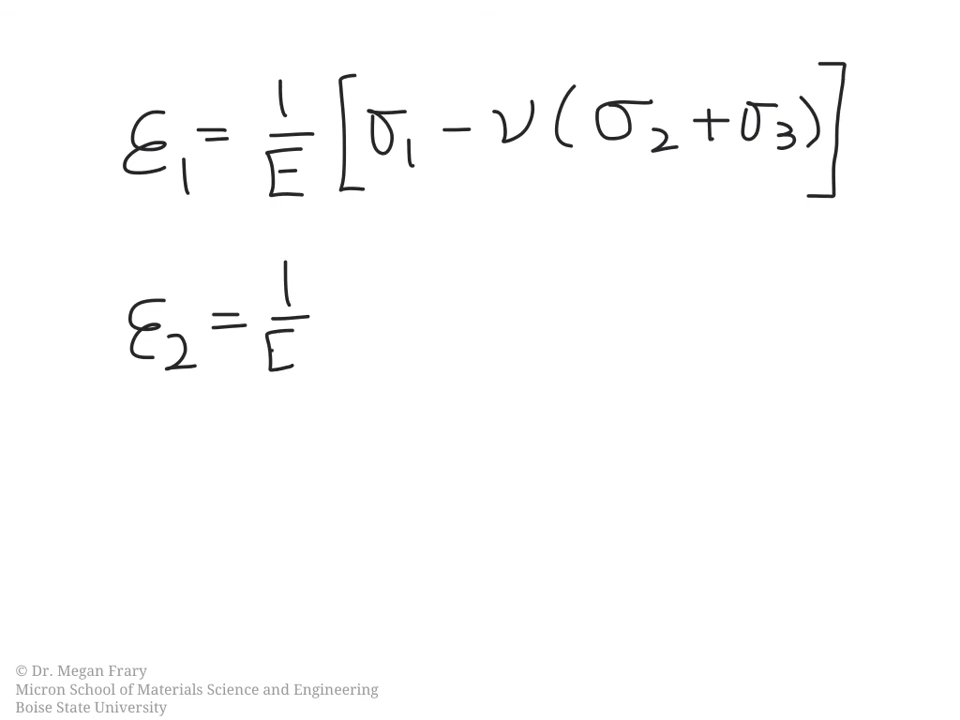 ε₁ = 1/E [σ₁ - ν(σ₂ + σ₃)]
ε₂ = 1/E
© Dr. Megan Frary
Micron School of Materials Science and Engineering
Boise State University